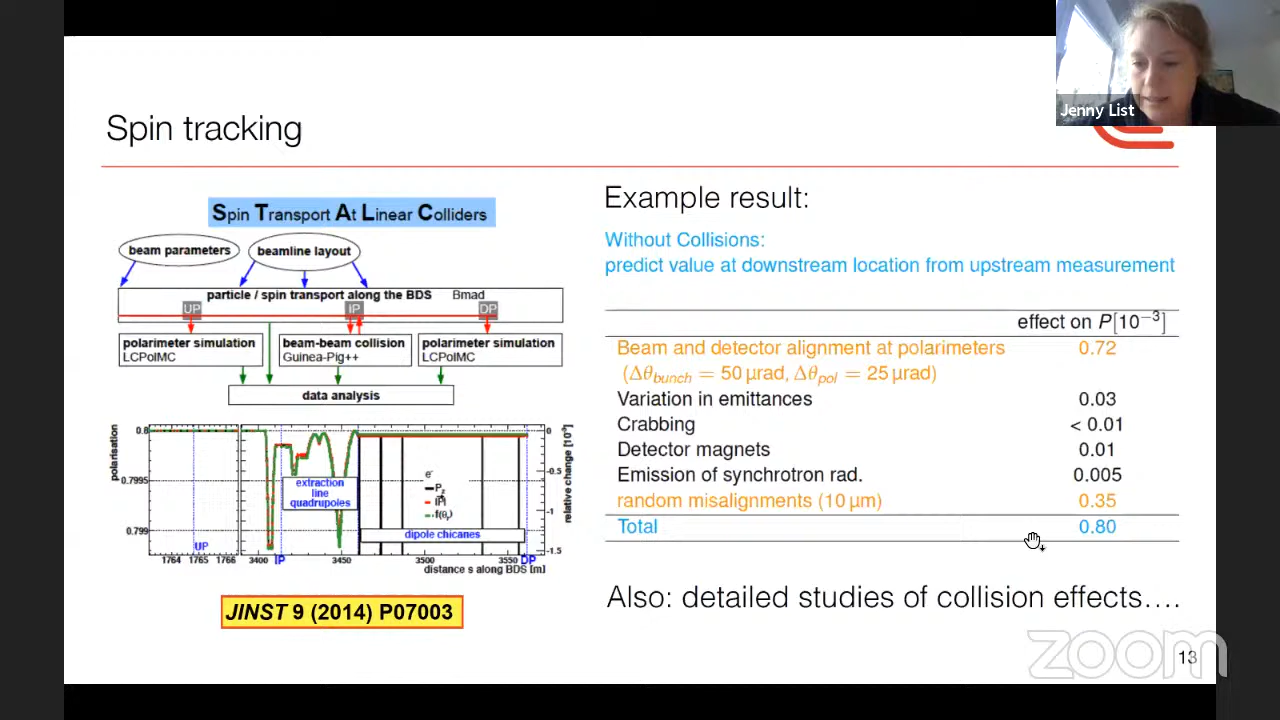 Jenny List
Spin tracking
Spin Transport At Linear Colliders
beam parameters
beamline layout
particle / spin transport along the BDS Bmad
UP IP DP
polarimeter simulation
LCPolMC
beam-beam collision
Guinea-Pig++
polarimeter simulation
LCPolMC
data analysis
polarisation
0.8
0.7995
0.799
UP
1764 1765 1766
extraction
line
quadrupoles
e⁻
P_z
|P⃗|
dipole chicanes
3400 IP 3450 3500 3550 DP
distance s along BDS [m]
0
-0.5
-1
-1.5
relative change [10⁻³]
JINST 9 (2014) P07003
Example result:
Without Collisions:
predict value at downstream location from upstream measurement
effect on P[10⁻³]
Beam and detector alignment at polarimeters 0.72
(Δθ_bunch = 50 μrad, Δθ_pol = 25 μrad)
Variation in emittances 0.03
Crabbing < 0.01
Detector magnets 0.01
Emission of synchrotron rad. 0.005
random misalignments (10 μm) 0.35
Total 0.80
Also: detailed studies of collision effects….
zoom
13